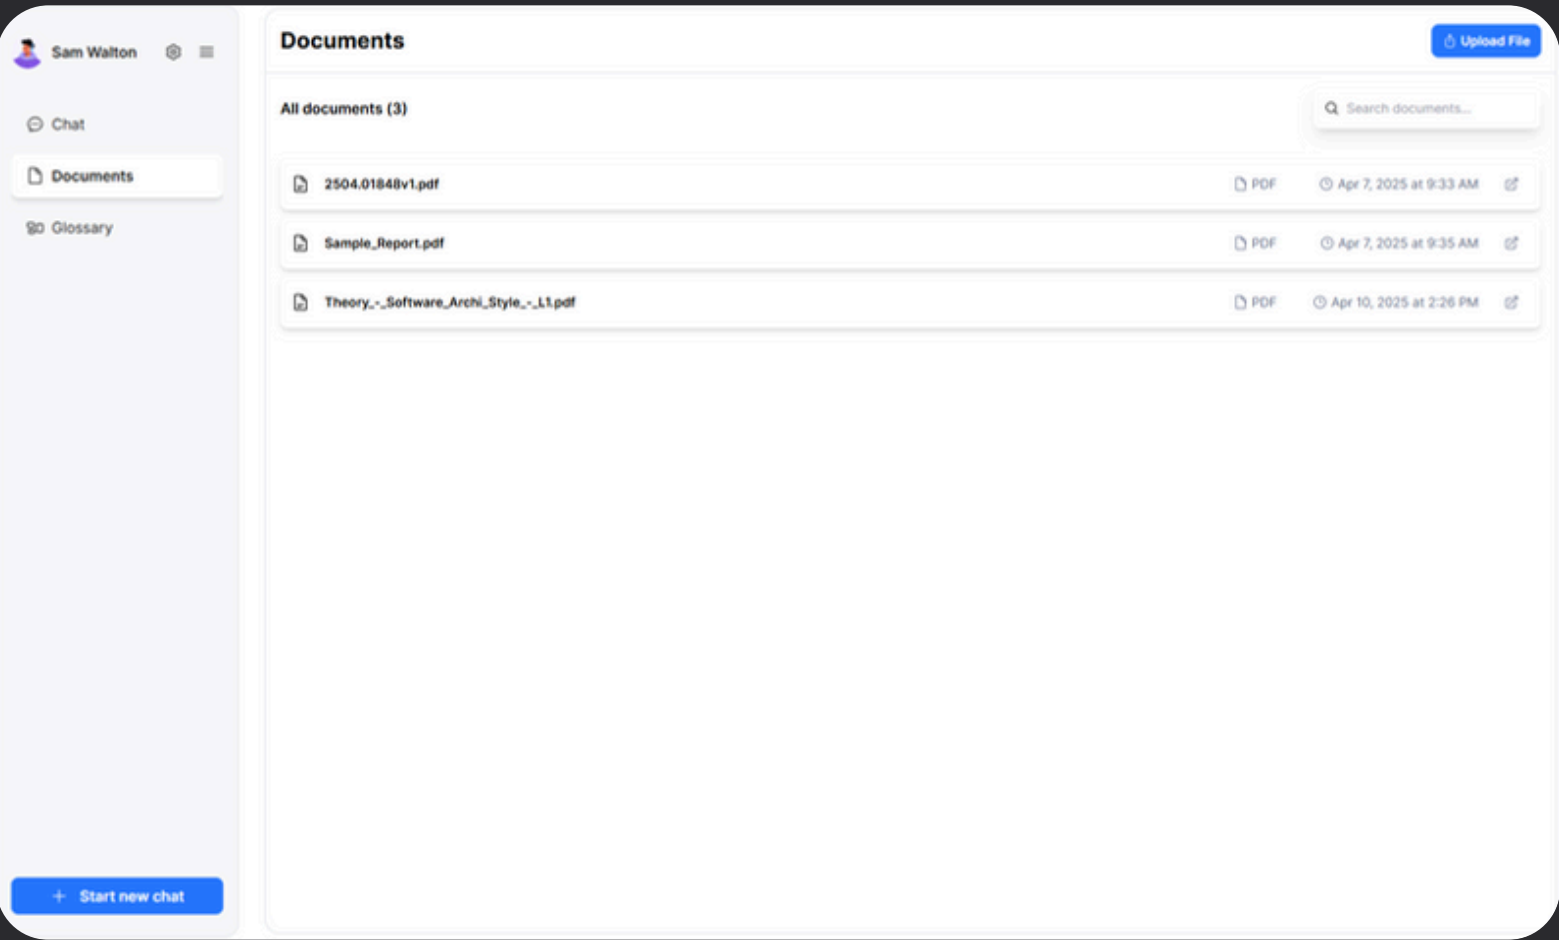 Sam Walton
Chat
Documents
Glossary
Start new chat
Documents
Upload File
All documents (3)
Search documents...
2504.01848v1.pdf PDF Apr 7, 2025 at 9:33 AM
Sample_Report.pdf PDF Apr 7, 2025 at 9:35 AM
Theory_-_Software_Archi_Style_-_L1.pdf PDF Apr 10, 2025 at 2:26 PM